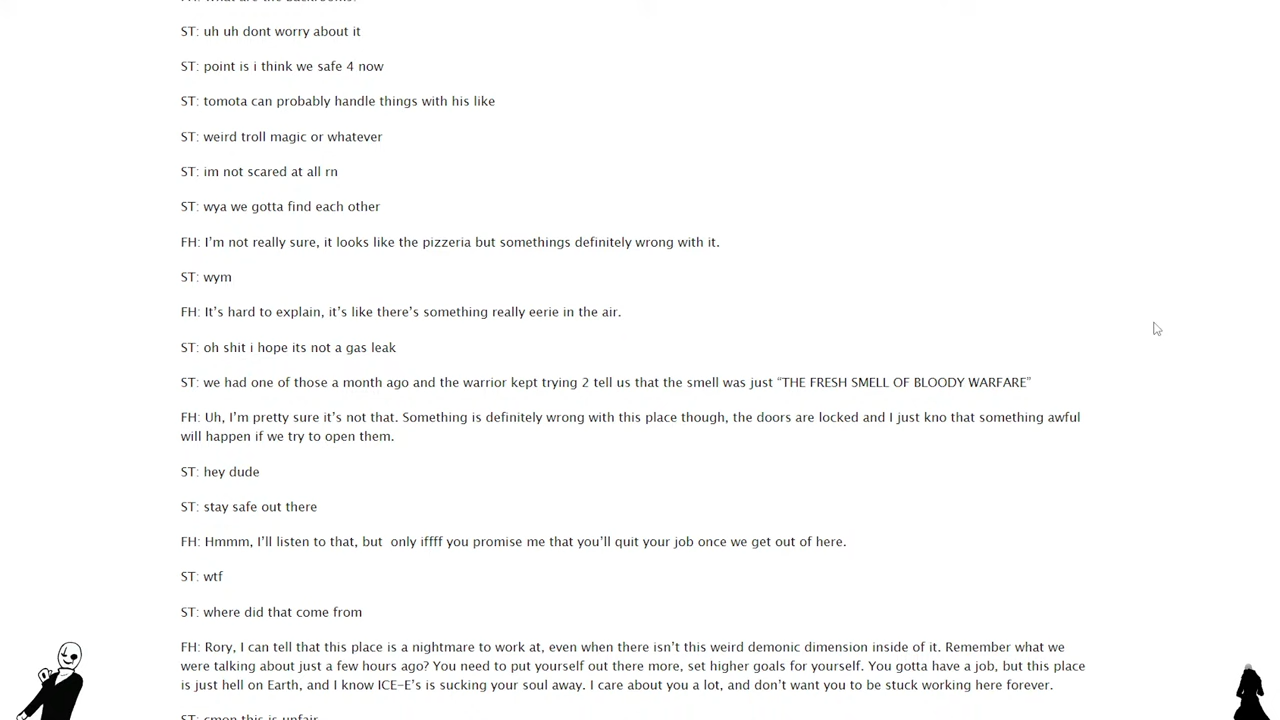 ST: uh uh dont worry about it
ST: point is i think we safe 4 now
ST: tomota can probably handle things with his like
ST: weird troll magic or whatever
ST: im not scared at all rn
ST: wya we gotta find each other
FH: I’m not really sure, it looks like the pizzeria but somethings definitely wrong with it.
ST: wym
FH: It’s hard to explain, it’s like there’s something really eerie in the air.
ST: oh shit i hope its not a gas leak
ST: we had one of those a month ago and the warrior kept trying 2 tell us that the smell was just “THE FRESH SMELL OF BLOODY WARFARE”
FH: Uh, I’m pretty sure it’s not that. Something is definitely wrong with this place though, the doors are locked and I just kno that something awful
will happen if we try to open them.
ST: hey dude
ST: stay safe out there
FH: Hmmm, I’ll listen to that, but  only iffff you promise me that you’ll quit your job once we get out of here.
ST: wtf
ST: where did that come from
FH: Rory, I can tell that this place is a nightmare to work at, even when there isn’t this weird demonic dimension inside of it. Remember what we
were talking about just a few hours ago? You need to put yourself out there more, set higher goals for yourself. You gotta have a job, but this place
is just hell on Earth, and I know ICE-E’s is sucking your soul away. I care about you a lot, and don’t want you to be stuck working here forever.
ST: cmon this is unfair